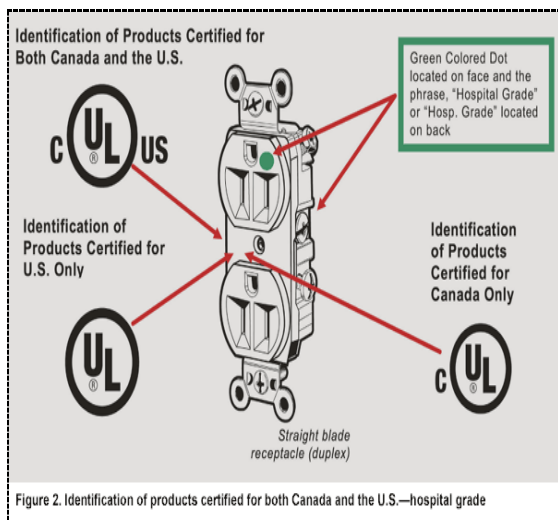 Identification of Products Certified for
Both Canada and the U.S.
Green Colored Dot
located on face and the
phrase, “Hospital Grade”
or “Hosp. Grade” located
on back
C UL ® US
Identification of
Products Certified for
U.S. Only
Identification
of Products
Certified for
Canada Only
UL ®
C UL ®
Straight blade
receptacle (duplex)
Figure 2. Identification of products certified for both Canada and the U.S.—hospital grade